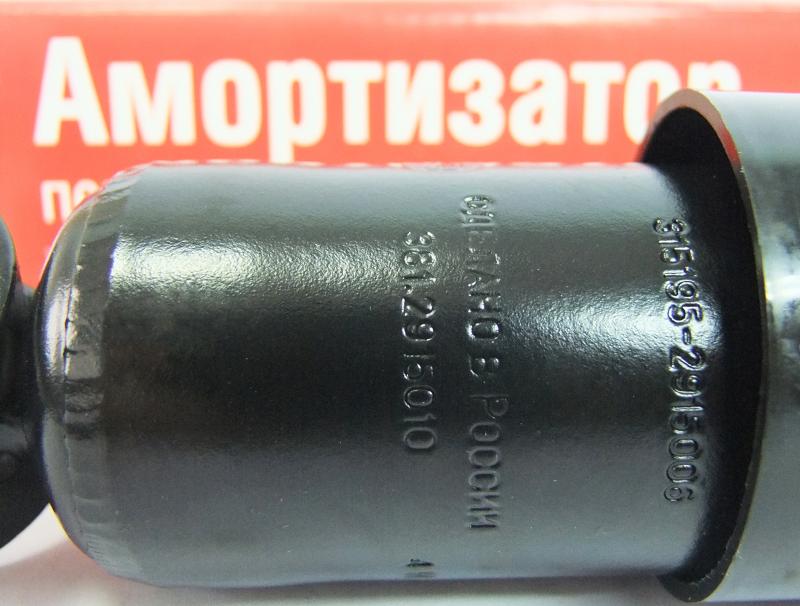 Амортизатор
315195-2915006
СДЕЛАНО В РОССИИ
381.2915010